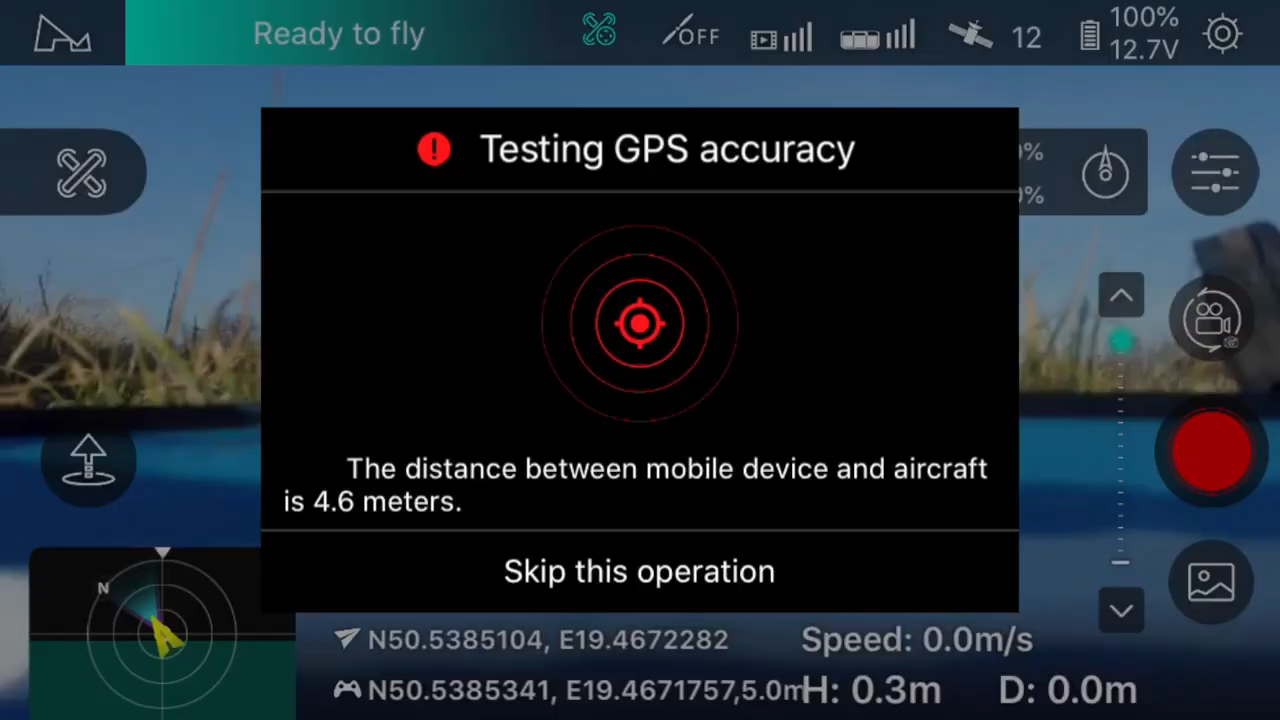 Ready to fly
OFF
12
100%
12.7V
Testing GPS accuracy
%
%
The distance between mobile device and aircraft
is 4.6 meters.
Skip this operation
N
N50.5385104, E19.4672282
Speed: 0.0m/s
N50.5385341, E19.4671757,5.0m
H: 0.3m
D: 0.0m